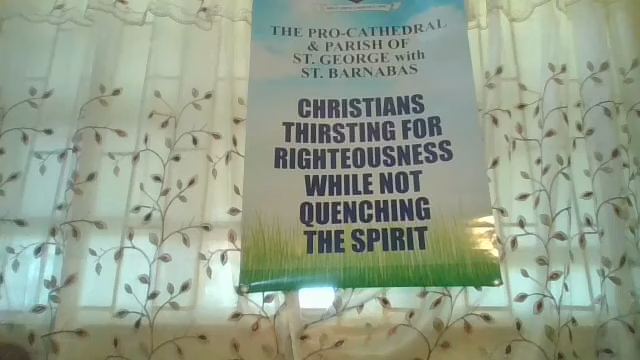 THE PRO-CATHEDRAL
& PARISH OF
ST. GEORGE with
ST. BARNABAS
CHRISTIANS
THIRSTING FOR
RIGHTEOUSNESS
WHILE NOT
QUENCHING
THE SPIRIT